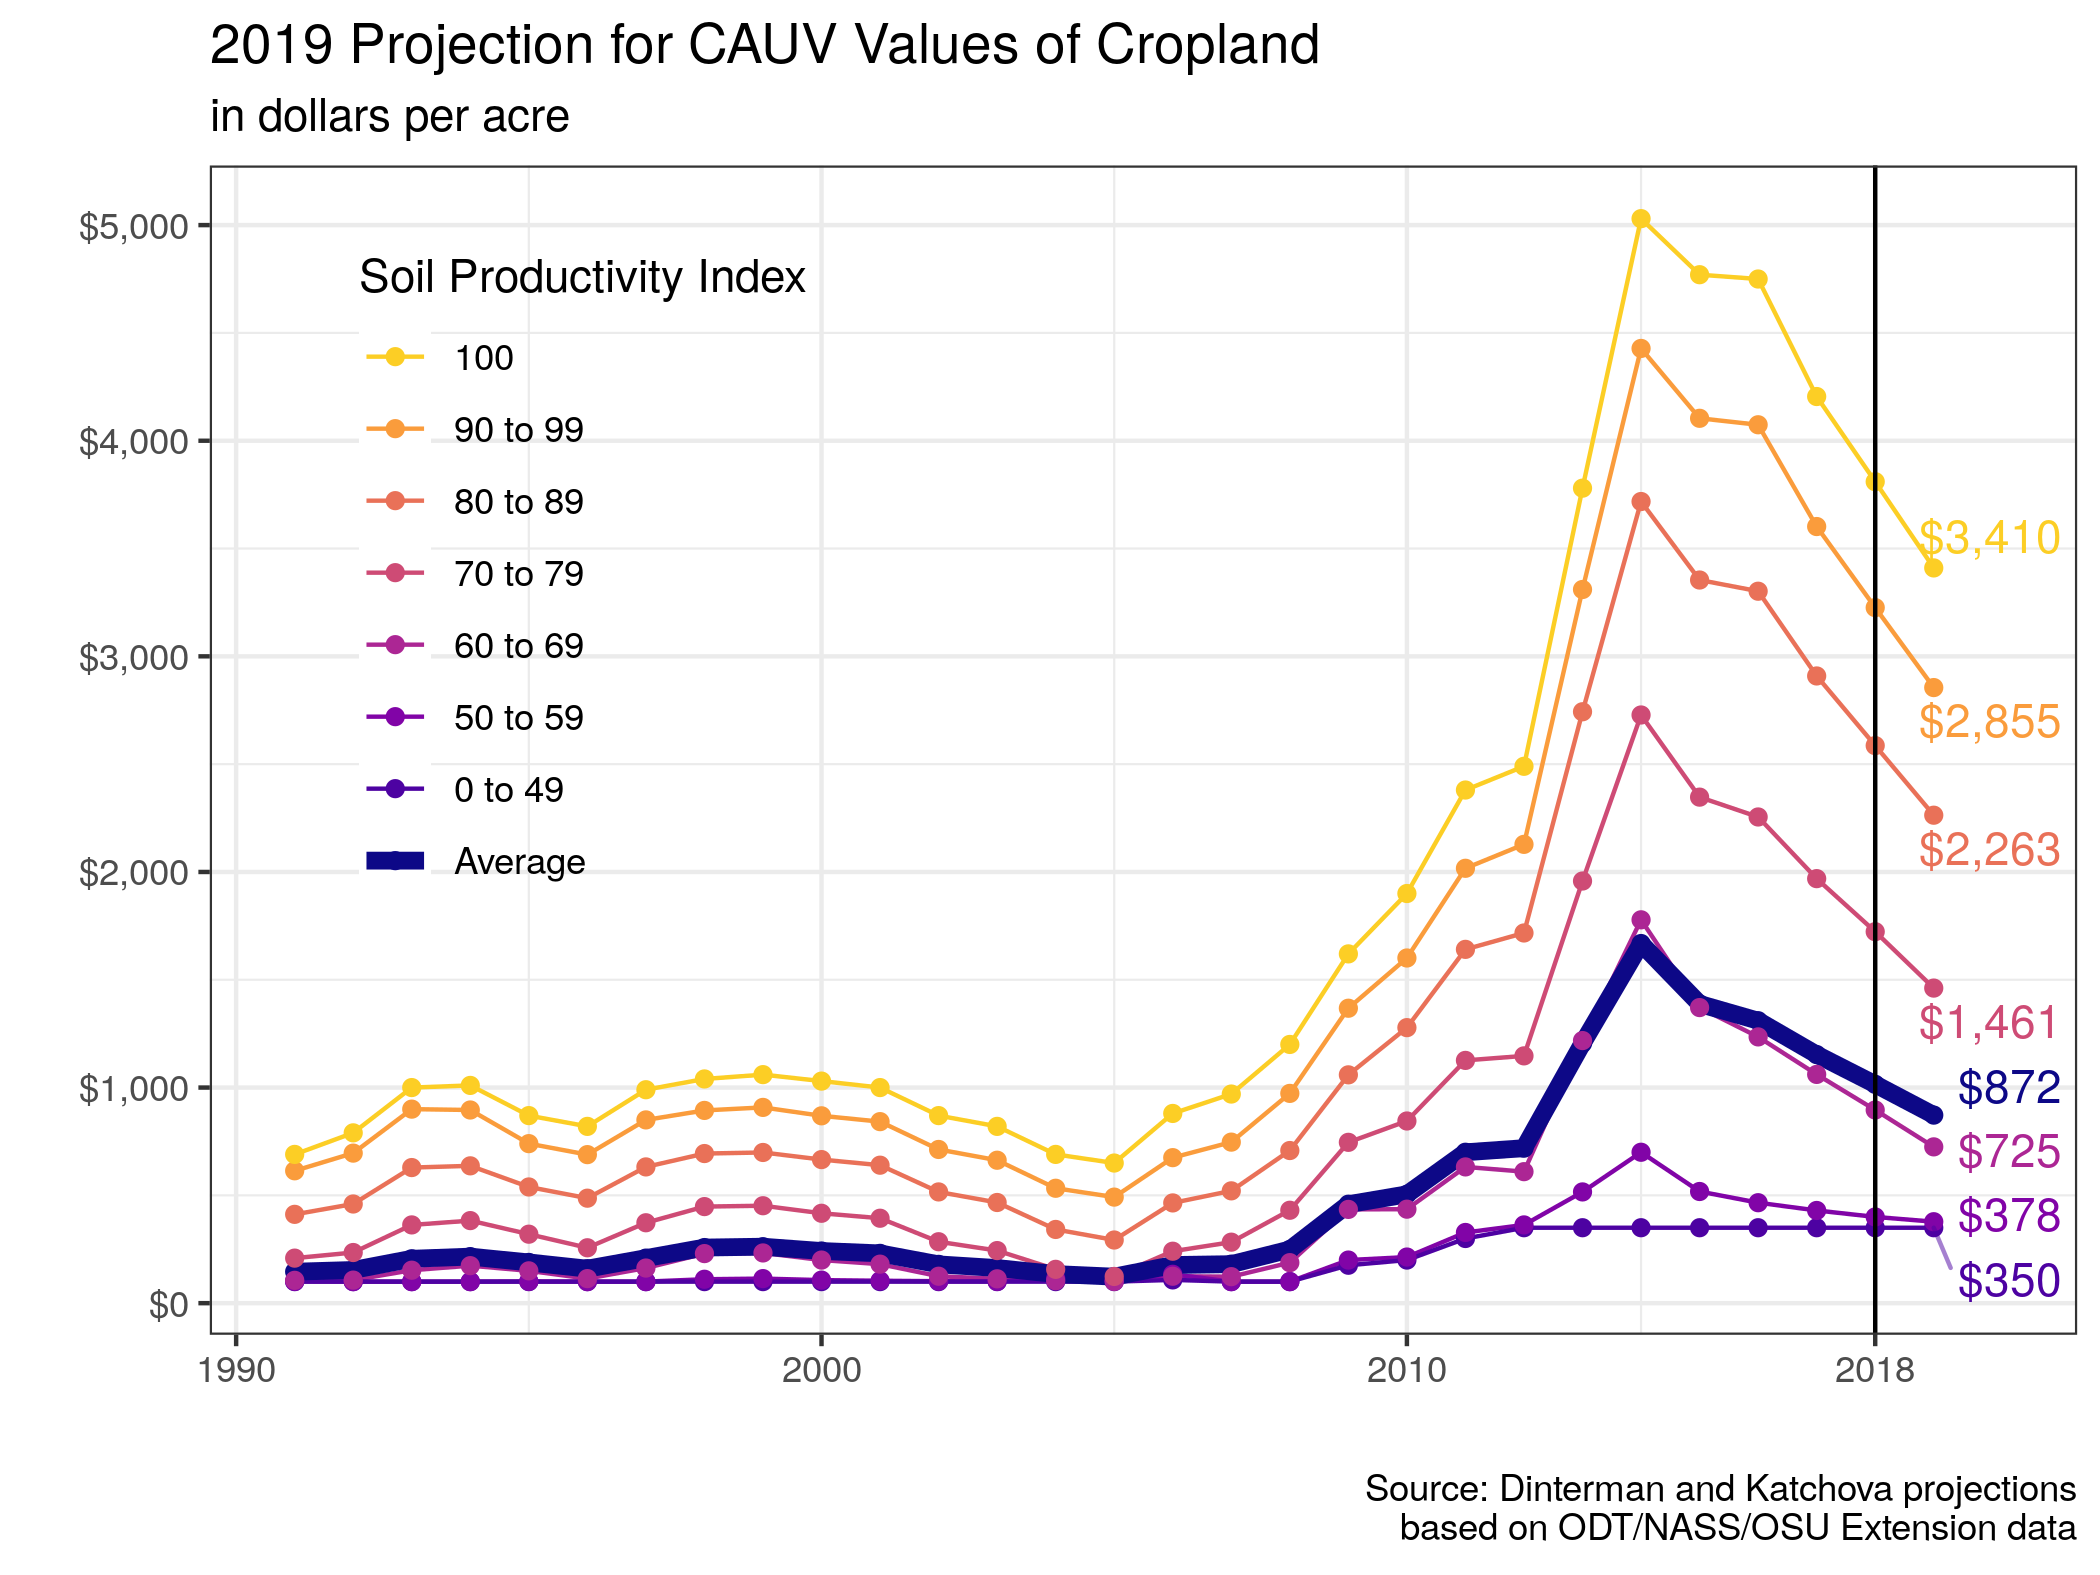 2019 Projection for CAUV Values of Cropland
in dollars per acre
$5,000
$4,000
$3,000
$2,000
$1,000
$0
Soil Productivity Index
100
90 to 99
80 to 89
70 to 79
60 to 69
50 to 59
0 to 49
Average
$3,410
$2,855
$2,263
$1,461
$872
$725
$378
$350
1990 2000 2010 2018
Source: Dinterman and Katchova projections
based on ODT/NASS/OSU Extension data